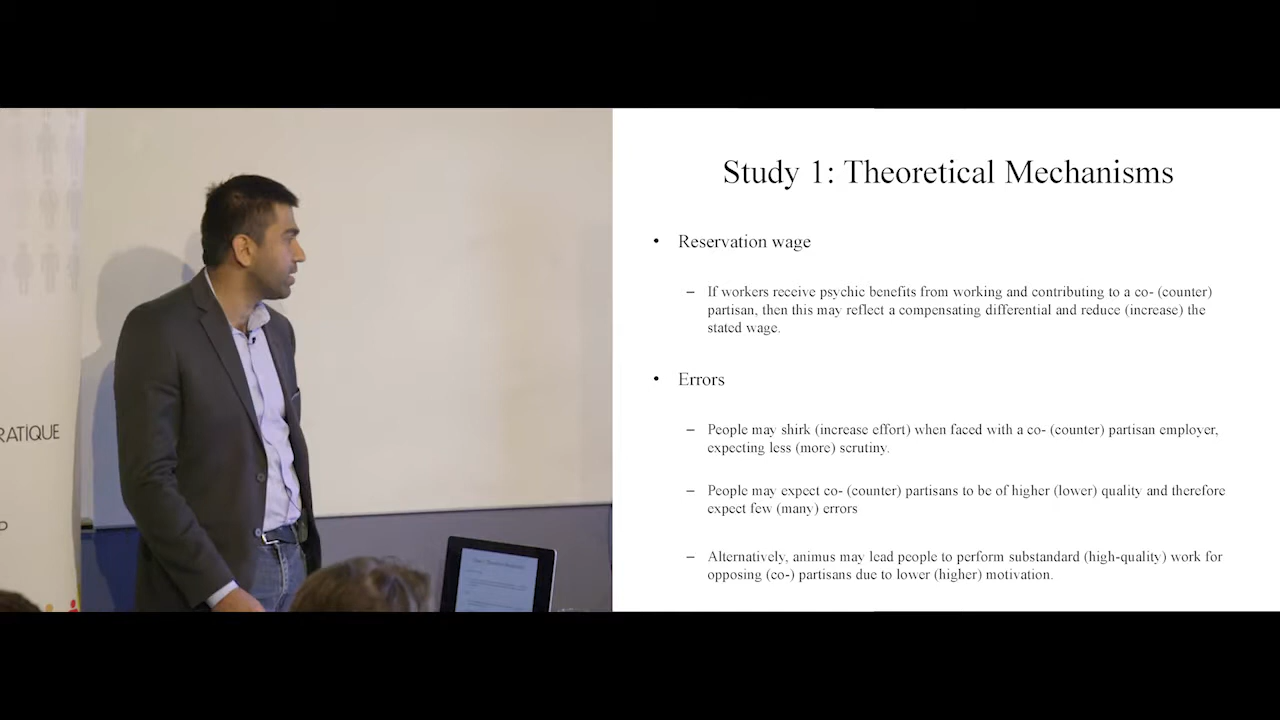 Study 1: Theoretical Mechanisms
• Reservation wage
– If workers receive psychic benefits from working and contributing to a co- (counter)
partisan, then this may reflect a compensating differential and reduce (increase) the
stated wage.
• Errors
– People may shirk (increase effort) when faced with a co- (counter) partisan employer,
expecting less (more) scrutiny.
– People may expect co- (counter) partisans to be of higher (lower) quality and therefore
expect few (many) errors
– Alternatively, animus may lead people to perform substandard (high-quality) work for
opposing (co-) partisans due to lower (higher) motivation.
RATIQUE